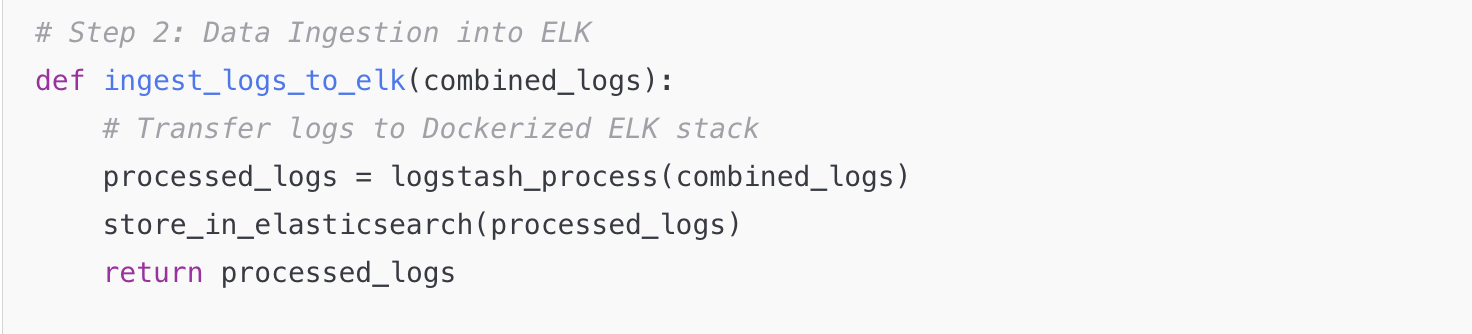 # Step 2: Data Ingestion into ELK
def ingest_logs_to_elk(combined_logs):
    # Transfer logs to Dockerized ELK stack
    processed_logs = logstash_process(combined_logs)
    store_in_elasticsearch(processed_logs)
    return processed_logs